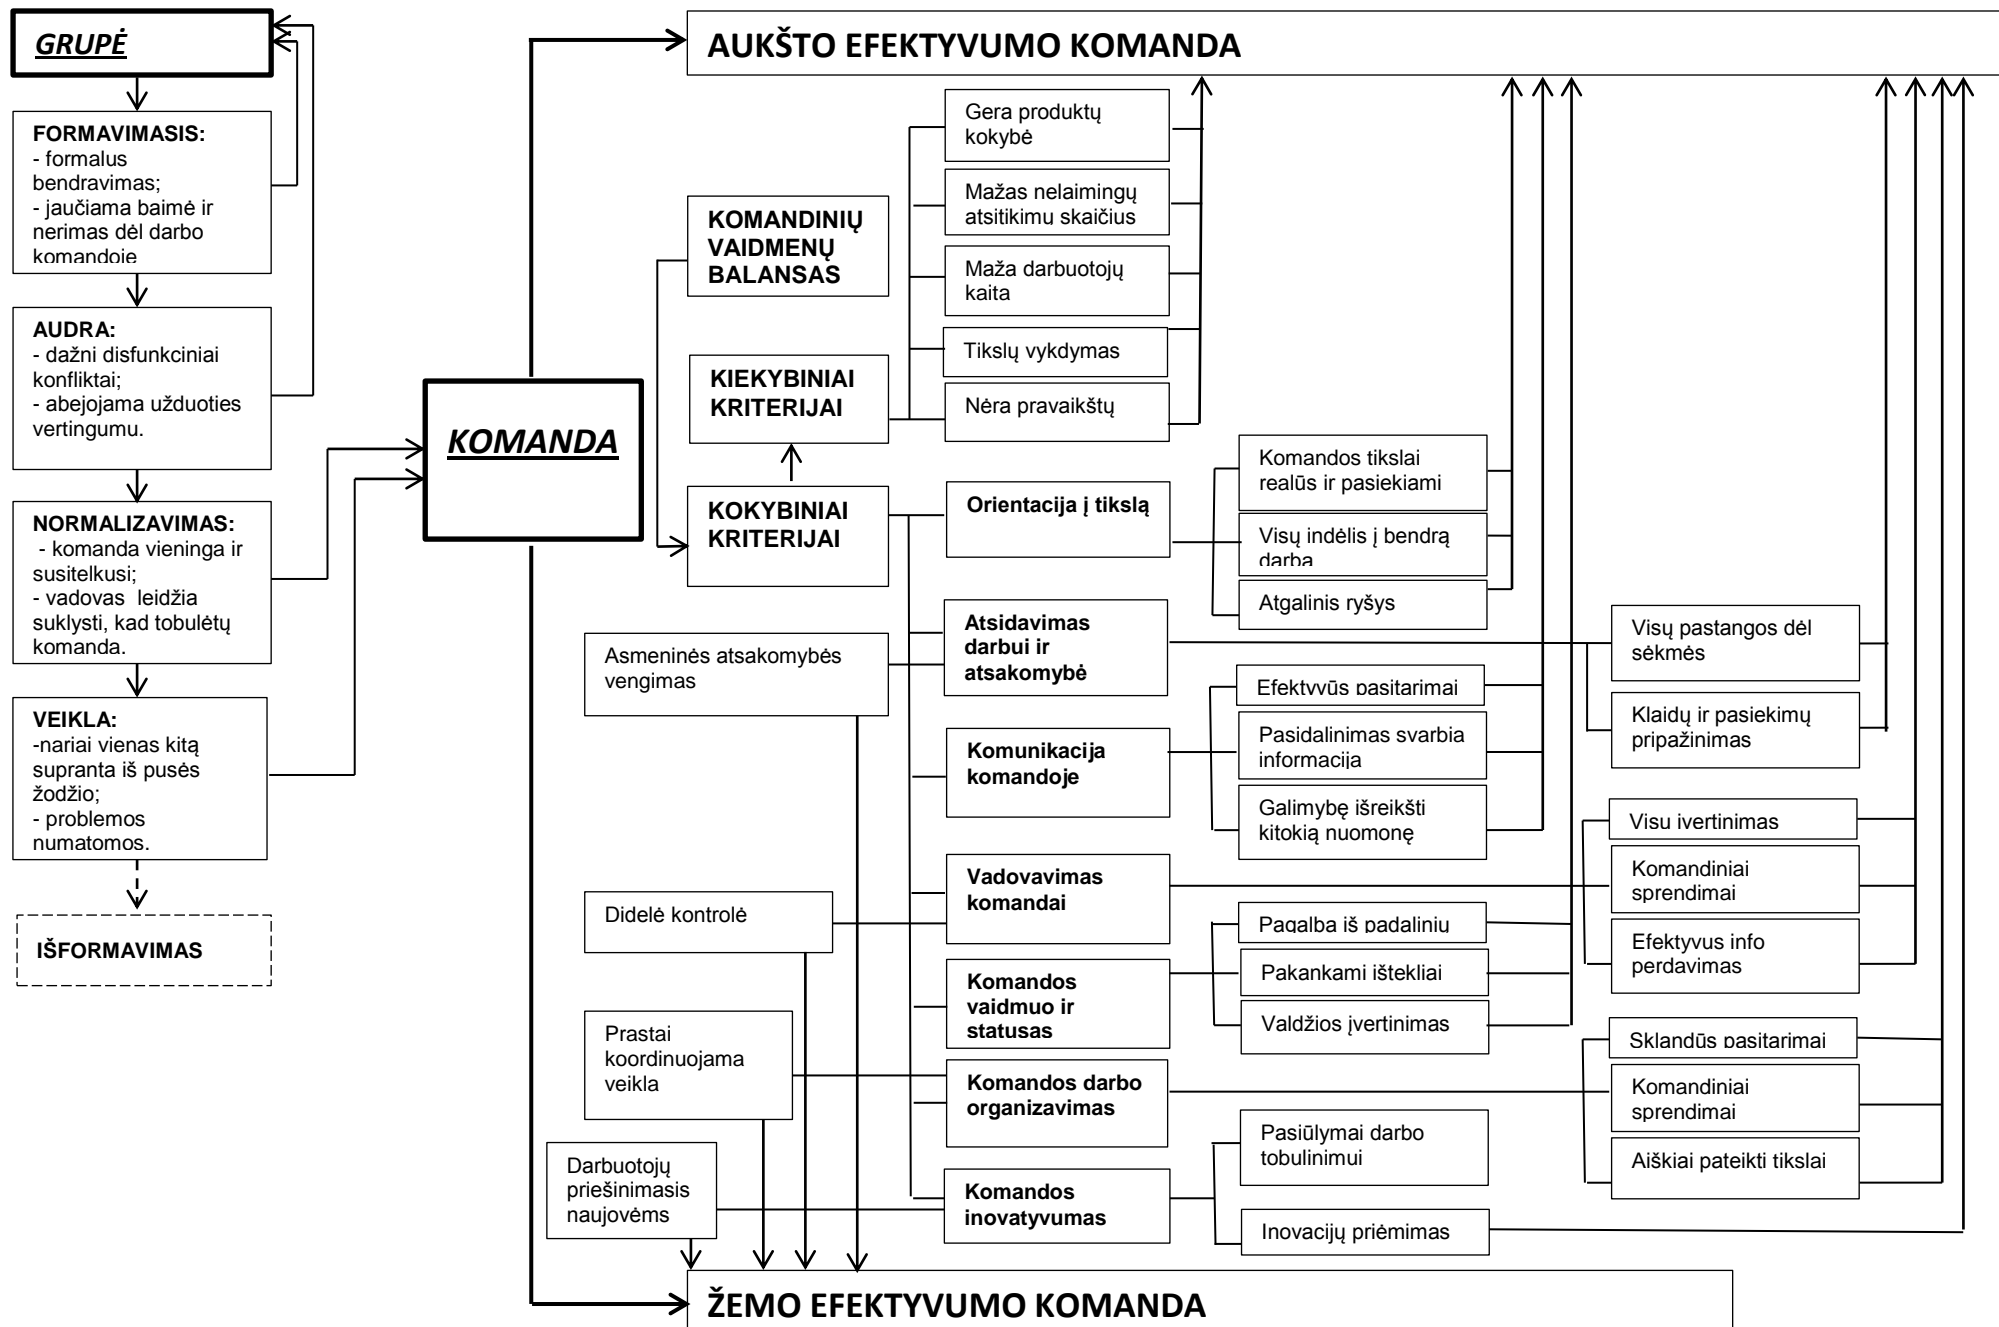 GRUPĖ
FORMAVIMASIS:
- formalus
bendravimas;
- jaučiama baimė ir
nerimas dėl darbo
komandoje
AUDRA:
- dažni disfunkciniai
konfliktai;
- abejojama užduoties
vertingumu.
NORMALIZAVIMAS:
- komanda vieninga ir
susitelkusi;
- vadovas leidžia
suklysti, kad tobulėtų
komanda.
VEIKLA:
-nariai vienas kitą
supranta iš pusės
žodžio;
- problemos
numatomos.
IŠFORMAVIMAS
KOMANDA
AUKŠTO EFEKTYVUMO KOMANDA
KOMANDINIŲ
VAIDMENŲ
BALANSAS
KIEKYBINIAI
KRITERIJAI
KOKYBINIAI
KRITERIJAI
Gera produktų
kokybė
Mažas nelaimingų
atsitikimu skaičius
Maža darbuotojų
kaita
Tikslų vykdymas
Nėra pravaikštų
Orientacija į tikslą
Komandos tikslai
realūs ir pasiekiami
Visų indėlis į bendrą
darba
Atgalinis ryšys
Asmeninės atsakomybės
vengimas
Atsidavimas
darbui ir
atsakomybė
Visų pastangos dėl
sėkmės
Klaidų ir pasiekimų
pripažinimas
Komunikacija
komandoje
Efektyvūs pasitarimai
Pasidalinimas svarbia
informacija
Galimybę išreikšti
kitokią nuomonę
Didelė kontrolė
Vadovavimas
komandai
Visu ivertinimas
Komandiniai
sprendimai
Efektyvus info
perdavimas
Komandos
vaidmuo ir
statusas
Pagalba iš padaliniu
Pakankami ištekliai
Valdžios įvertinimas
Prastai
koordinuojama
veikla
Komandos darbo
organizavimas
Sklandūs pasitarimai
Komandiniai
sprendimai
Aiškiai pateikti tikslai
Darbuotojų
priešinimasis
naujovėms
Komandos
inovatyvumas
Pasiūlymai darbo
tobulinimui
Inovacijų priėmimas
ŽEMO EFEKTYVUMO KOMANDA